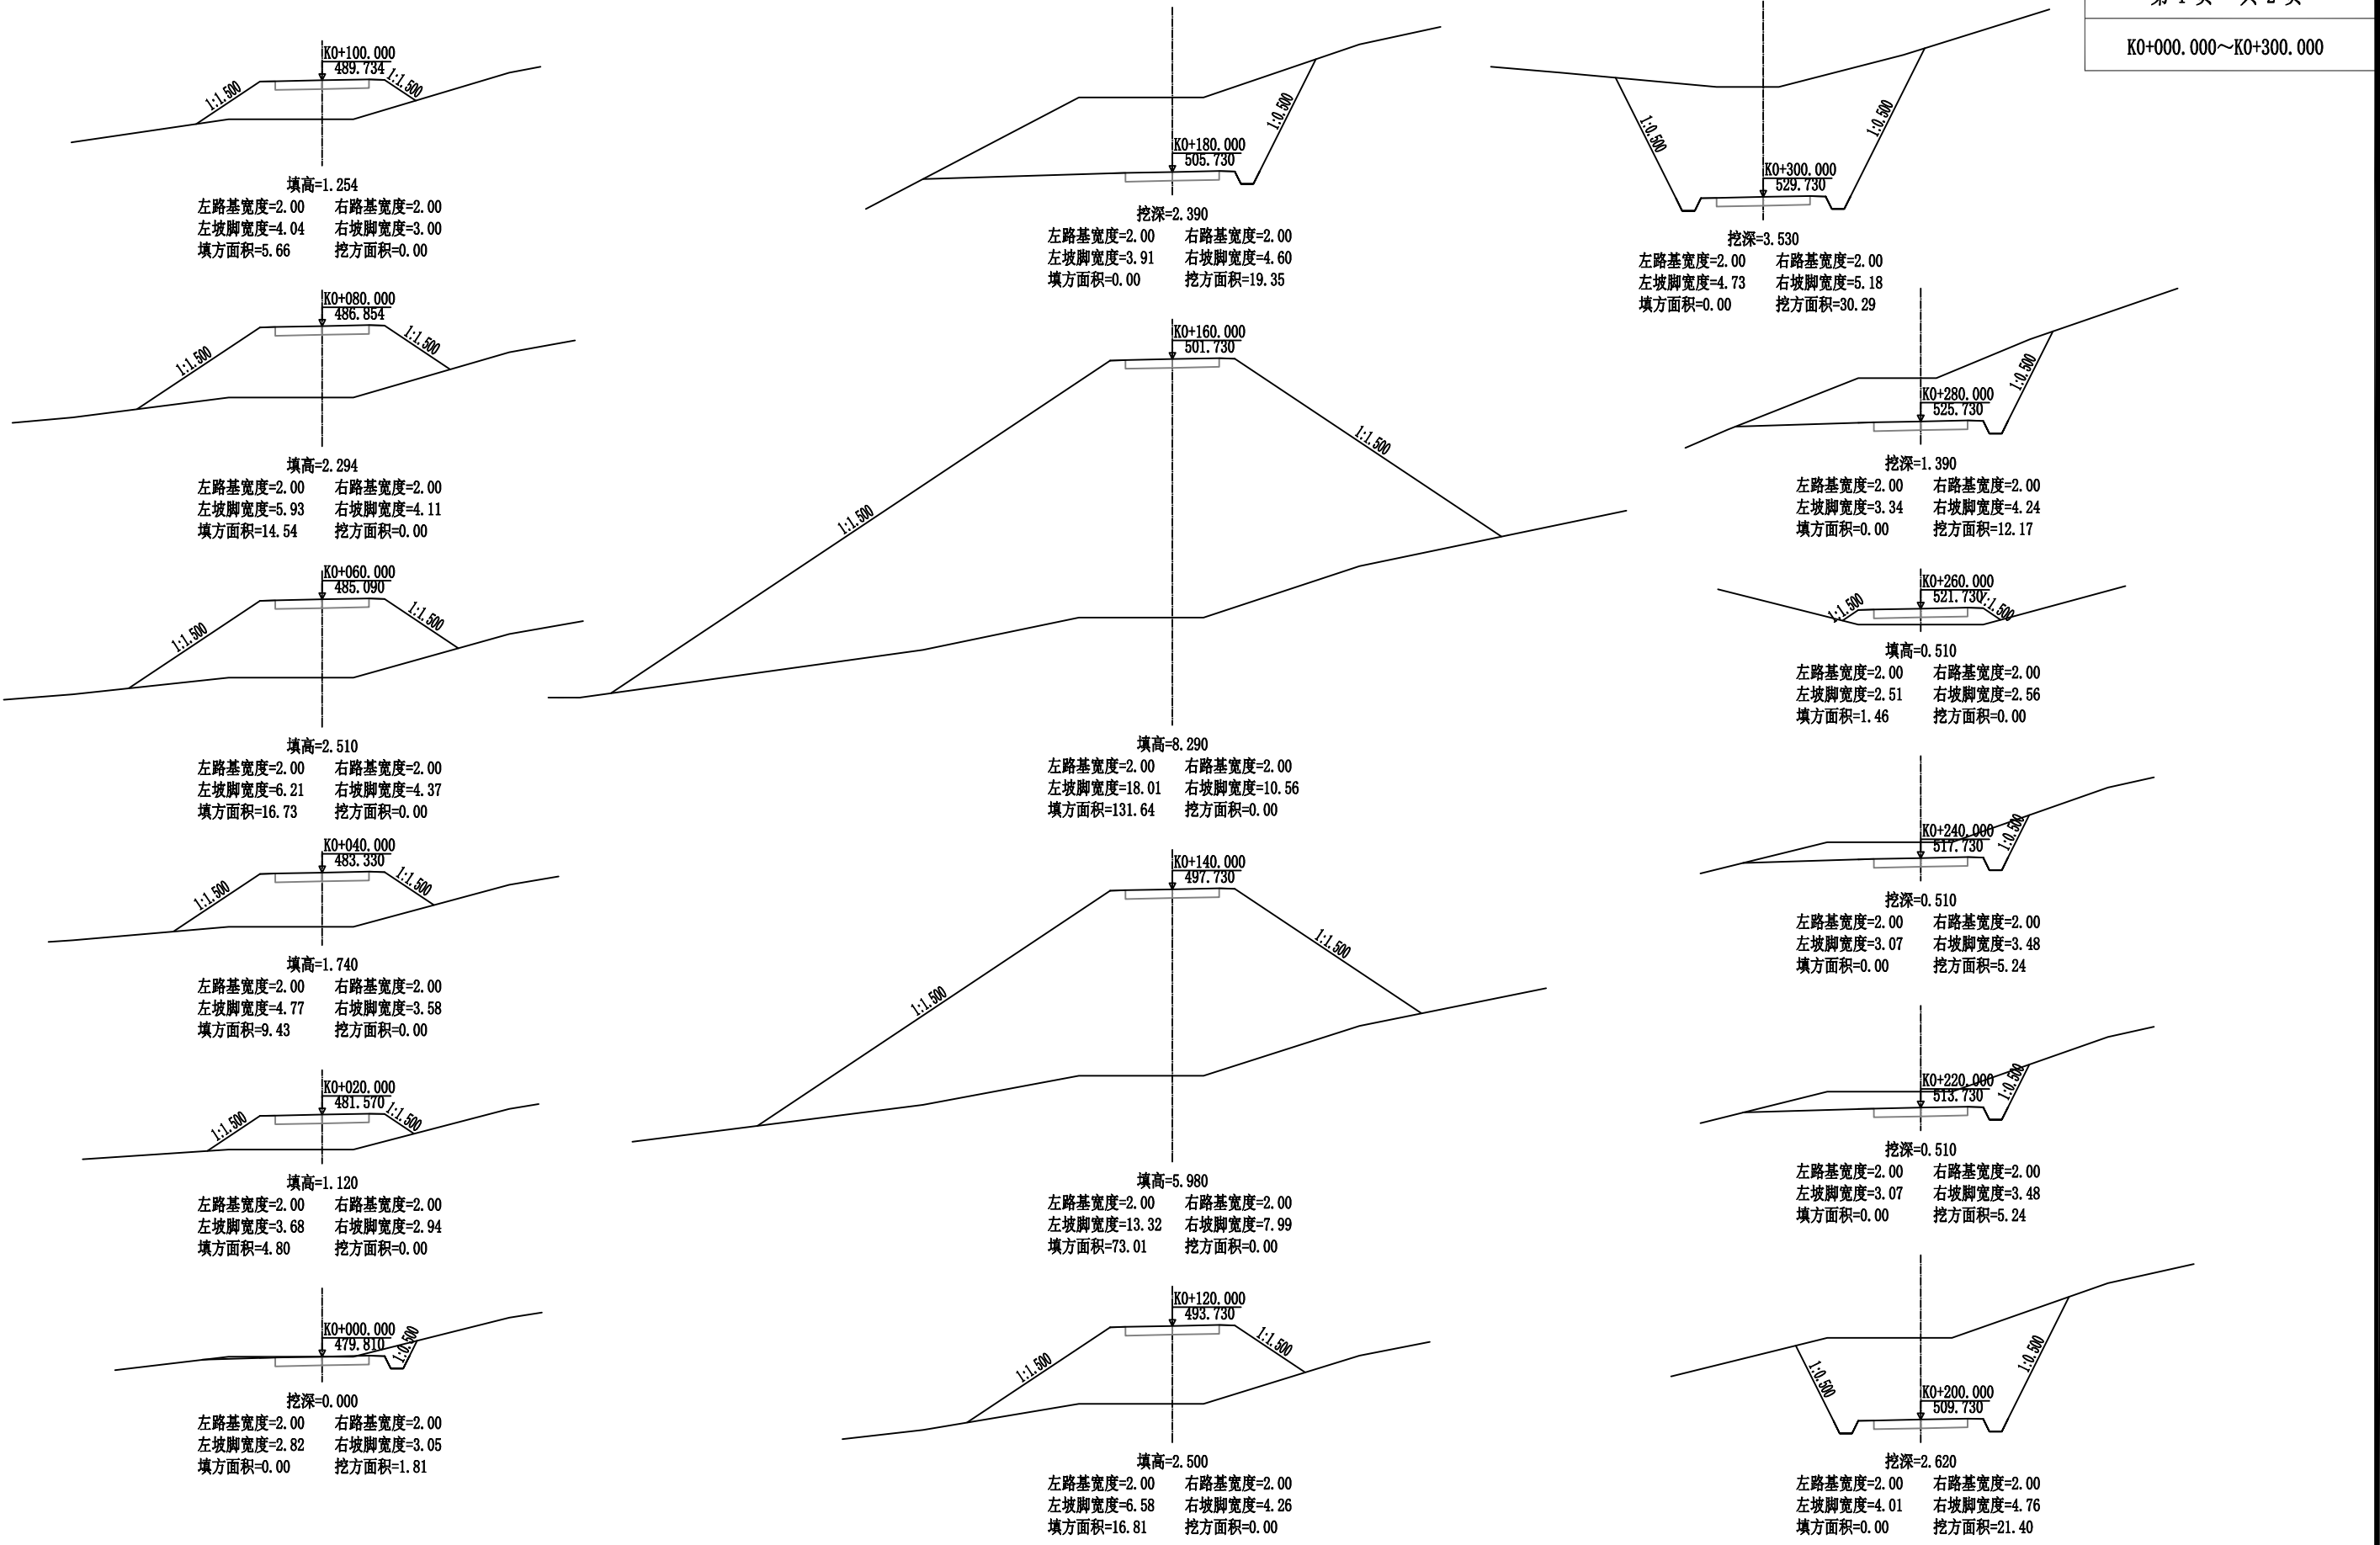 K0+100.000
489.734
1:1.500
1:1.500
填高=1.254
左路基宽度=2.00 右路基宽度=2.00
左坡脚宽度=4.04 右坡脚宽度=3.00
填方面积=5.66 挖方面积=0.00
K0+080.000
486.854
1:1.500
1:1.500
填高=2.294
左路基宽度=2.00 右路基宽度=2.00
左坡脚宽度=5.93 右坡脚宽度=4.11
填方面积=14.54 挖方面积=0.00
K0+060.000
485.090
1:1.500
1:1.500
填高=2.510
左路基宽度=2.00 右路基宽度=2.00
左坡脚宽度=6.21 右坡脚宽度=4.37
填方面积=16.73 挖方面积=0.00
K0+040.000
483.330
1:1.500
1:1.500
填高=1.740
左路基宽度=2.00 右路基宽度=2.00
左坡脚宽度=4.77 右坡脚宽度=3.58
填方面积=9.43 挖方面积=0.00
K0+020.000
481.570
1:1.500
1:1.500
填高=1.120
左路基宽度=2.00 右路基宽度=2.00
左坡脚宽度=3.68 右坡脚宽度=2.94
填方面积=4.80 挖方面积=0.00
K0+000.000
479.810
1:0.500
挖深=0.000
左路基宽度=2.00 右路基宽度=2.00
左坡脚宽度=2.82 右坡脚宽度=3.05
填方面积=0.00 挖方面积=1.81
K0+180.000
505.730
1:0.500
挖深=2.390
左路基宽度=2.00 右路基宽度=2.00
左坡脚宽度=3.91 右坡脚宽度=4.60
填方面积=0.00 挖方面积=19.35
K0+160.000
501.730
1:1.500
1:1.500
填高=8.290
左路基宽度=2.00 右路基宽度=2.00
左坡脚宽度=18.01 右坡脚宽度=10.56
填方面积=131.64 挖方面积=0.00
K0+140.000
497.730
1:1.500
1:1.500
填高=5.980
左路基宽度=2.00 右路基宽度=2.00
左坡脚宽度=13.32 右坡脚宽度=7.99
填方面积=73.01 挖方面积=0.00
K0+120.000
493.730
1:1.500
1:1.500
填高=2.500
左路基宽度=2.00 右路基宽度=2.00
左坡脚宽度=6.58 右坡脚宽度=4.26
填方面积=16.81 挖方面积=0.00
第 1 页 共 2 页
K0+000.000～K0+300.000
K0+300.000
529.730
1:0.500
1:0.500
挖深=3.530
左路基宽度=2.00 右路基宽度=2.00
左坡脚宽度=4.73 右坡脚宽度=5.18
填方面积=0.00 挖方面积=30.29
K0+280.000
525.730
1:0.500
挖深=1.390
左路基宽度=2.00 右路基宽度=2.00
左坡脚宽度=3.34 右坡脚宽度=4.24
填方面积=0.00 挖方面积=12.17
K0+260.000
521.730
1:1.500
1:1.500
填高=0.510
左路基宽度=2.00 右路基宽度=2.00
左坡脚宽度=2.51 右坡脚宽度=2.56
填方面积=1.46 挖方面积=0.00
K0+240.000
517.730
1:0.500
挖深=0.510
左路基宽度=2.00 右路基宽度=2.00
左坡脚宽度=3.07 右坡脚宽度=3.48
填方面积=0.00 挖方面积=5.24
K0+220.000
513.730
1:0.500
挖深=0.510
左路基宽度=2.00 右路基宽度=2.00
左坡脚宽度=3.07 右坡脚宽度=3.48
填方面积=0.00 挖方面积=5.24
K0+200.000
509.730
1:0.500
1:0.500
挖深=2.620
左路基宽度=2.00 右路基宽度=2.00
左坡脚宽度=4.01 右坡脚宽度=4.76
填方面积=0.00 挖方面积=21.40